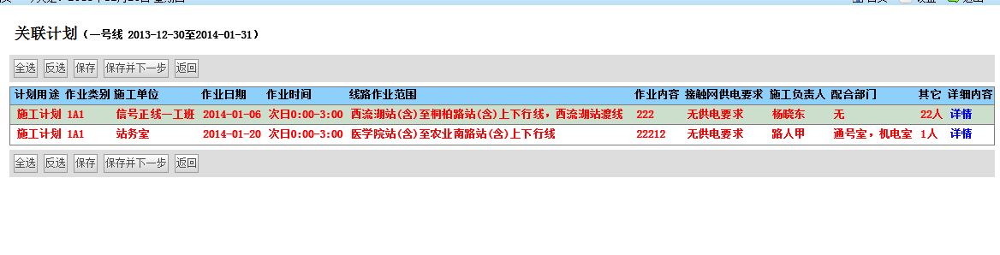 关联计划（一号线 2013-12-30至2014-01-31）
全选 反选 保存 保存并下一步 返回
计划用途 作业类别 施工单位 作业日期 作业时间 线路作业范围 作业内容 接触网供电要求 施工负责人 配合部门 其它 详细内容
施工计划 1A1 信号正线一工班 2014-01-06 次日0:00-3:00 西流湖站(含)至桐柏路站(含)上下行线，西流湖站渡线 222 无供电要求 杨晓东 无 22人 详情
施工计划 1A1 站务室 2014-01-20 次日0:00-3:00 医学院站(含)至农业南路站(含)上下行线 22212 无供电要求 路人甲 通号室，机电室 1人 详情
全选 反选 保存 保存并下一步 返回